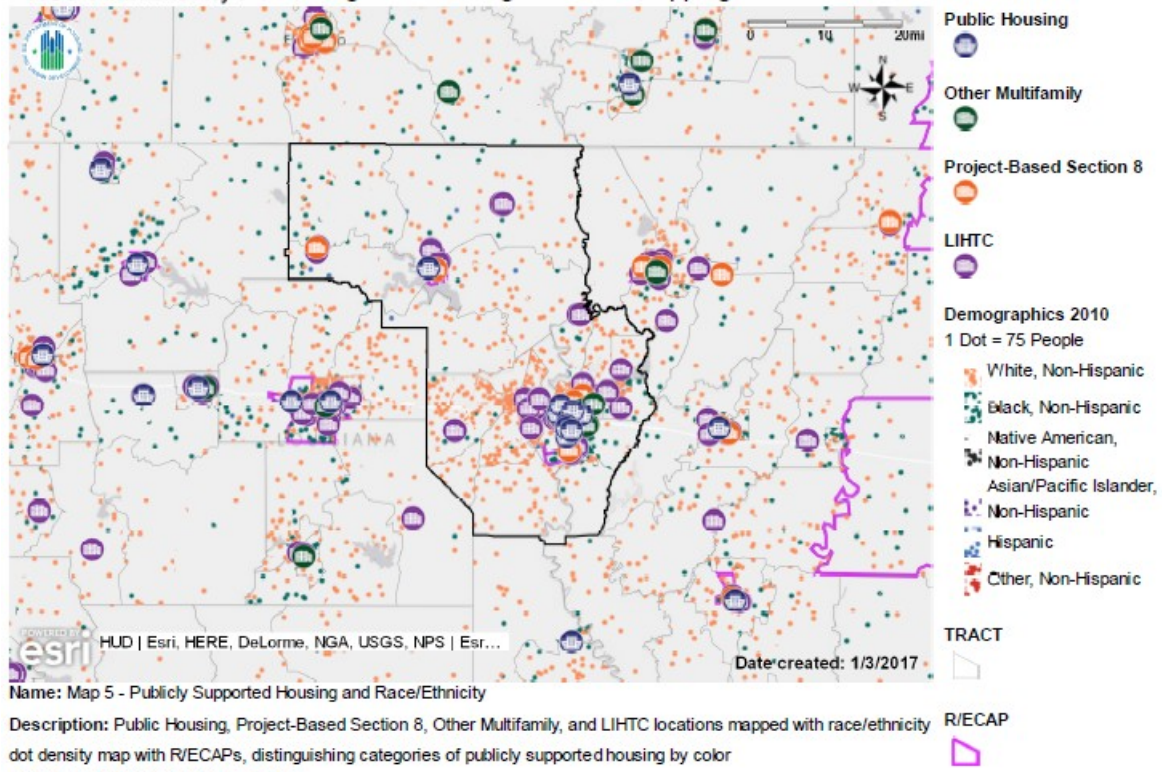 0 10 20mi
N
W E
S
LOUISIANA
POWERED BY
esri
HUD | Esri, HERE, DeLorme, NGA, USGS, NPS | Esr...
Date created: 1/3/2017
Public Housing
Other Multifamily
Project-Based Section 8
LIHTC
Demographics 2010
1 Dot = 75 People
White, Non-Hispanic
Black, Non-Hispanic
Native American,
Non-Hispanic
Asian/Pacific Islander,
Non-Hispanic
Hispanic
Other, Non-Hispanic
TRACT
R/ECAP
Name: Map 5 - Publicly Supported Housing and Race/Ethnicity
Description: Public Housing, Project-Based Section 8, Other Multifamily, and LIHTC locations mapped with race/ethnicity
dot density map with R/ECAPs, distinguishing categories of publicly supported housing by color